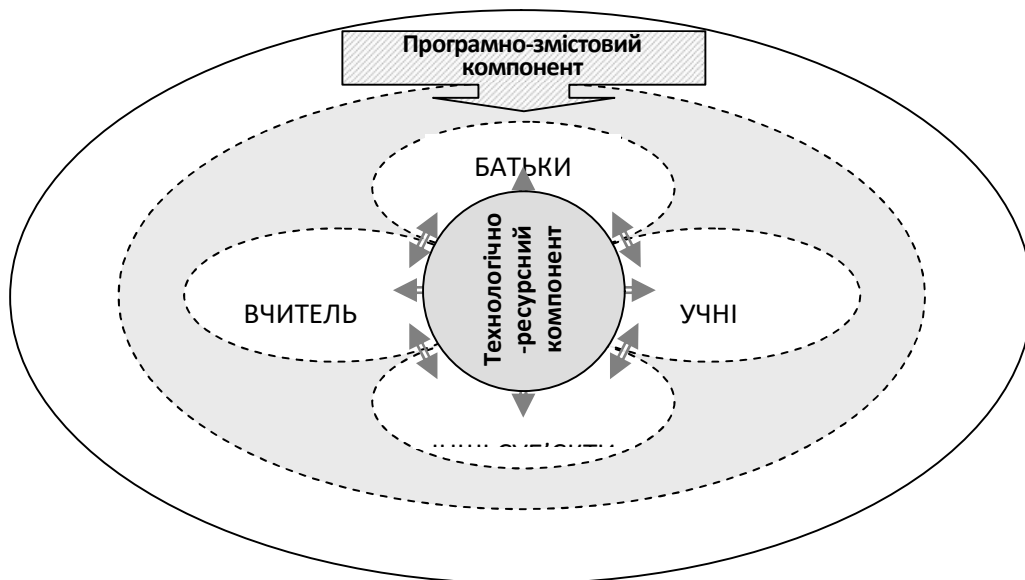 Програмно-змістовий
компонент
БАТЬКИ
ВЧИТЕЛЬ
Технологічно
-ресурсний
компонент
УЧНІ